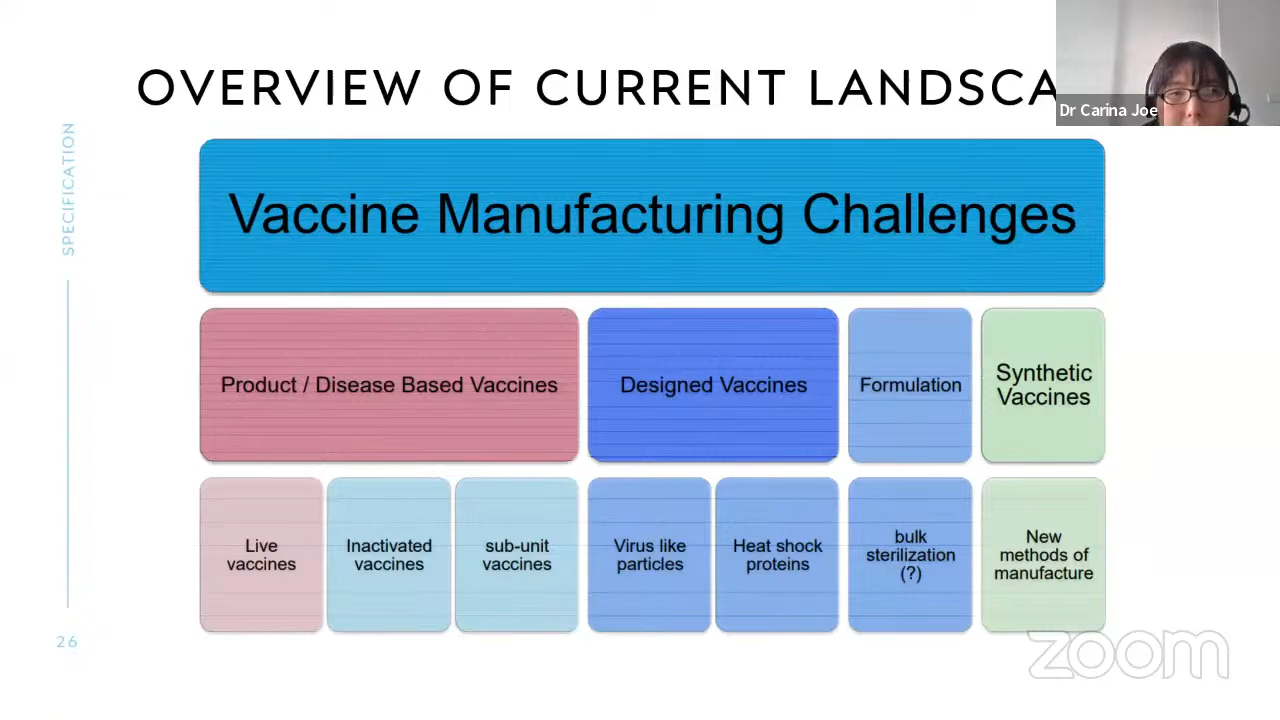 OVERVIEW OF CURRENT LANDSCA
Dr Carina Joe
SPECIFICATION
Vaccine Manufacturing Challenges
Product / Disease Based Vaccines
Designed Vaccines
Formulation
Synthetic
Vaccines
Live
vaccines
Inactivated
vaccines
sub-unit
vaccines
Virus like
particles
Heat shock
proteins
bulk
sterilization
(?)
New
methods of
manufacture
26
zoom